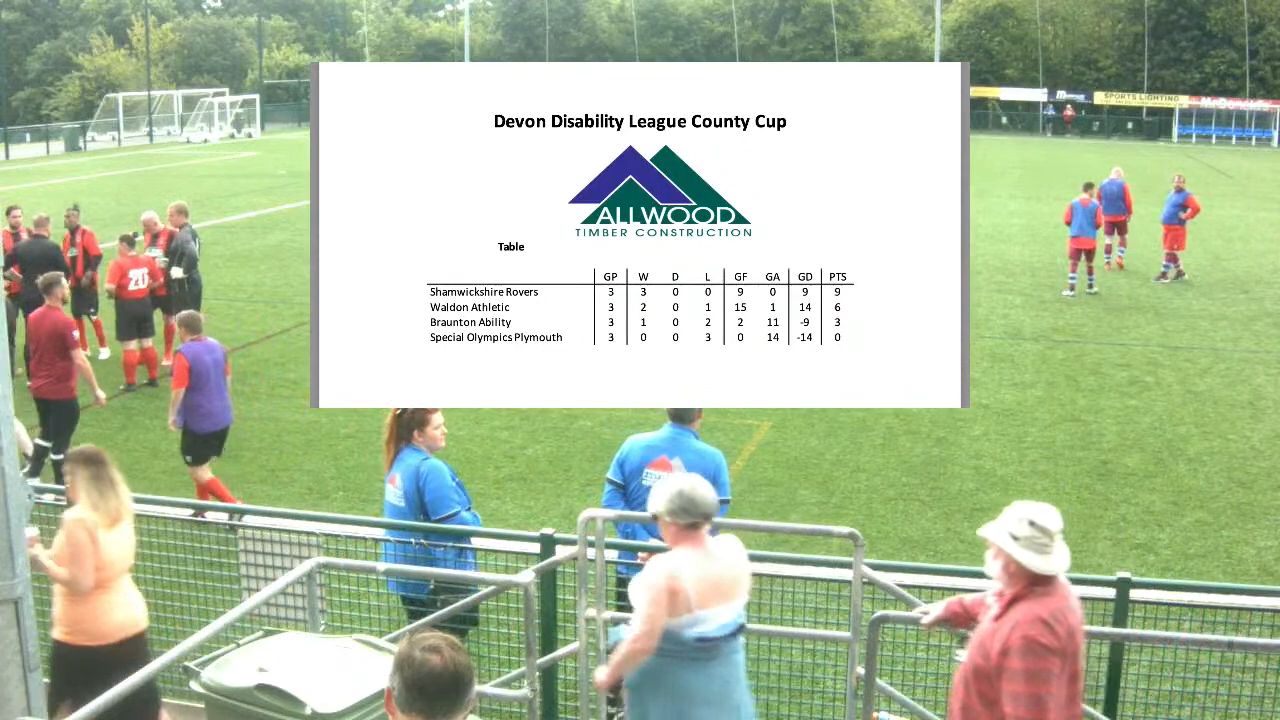 Devon Disability League County Cup
ALLWOOD
TIMBER CONSTRUCTION
Table
GP W D L GF GA GD PTS
Shamwickshire Rovers 3 3 0 0 9 0 9 9
Waldon Athletic 3 2 0 1 15 1 14 6
Braunton Ability 3 1 0 2 2 11 -9 3
Special Olympics Plymouth 3 0 0 3 0 14 -14 0
SPORTS LIGHTING
McDonald's
20